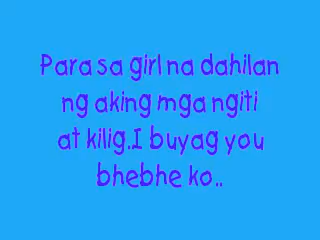 Para sa girl na dahilan
ng aking mga ngiti
at kilig.I buyag you
bhebhe ko..